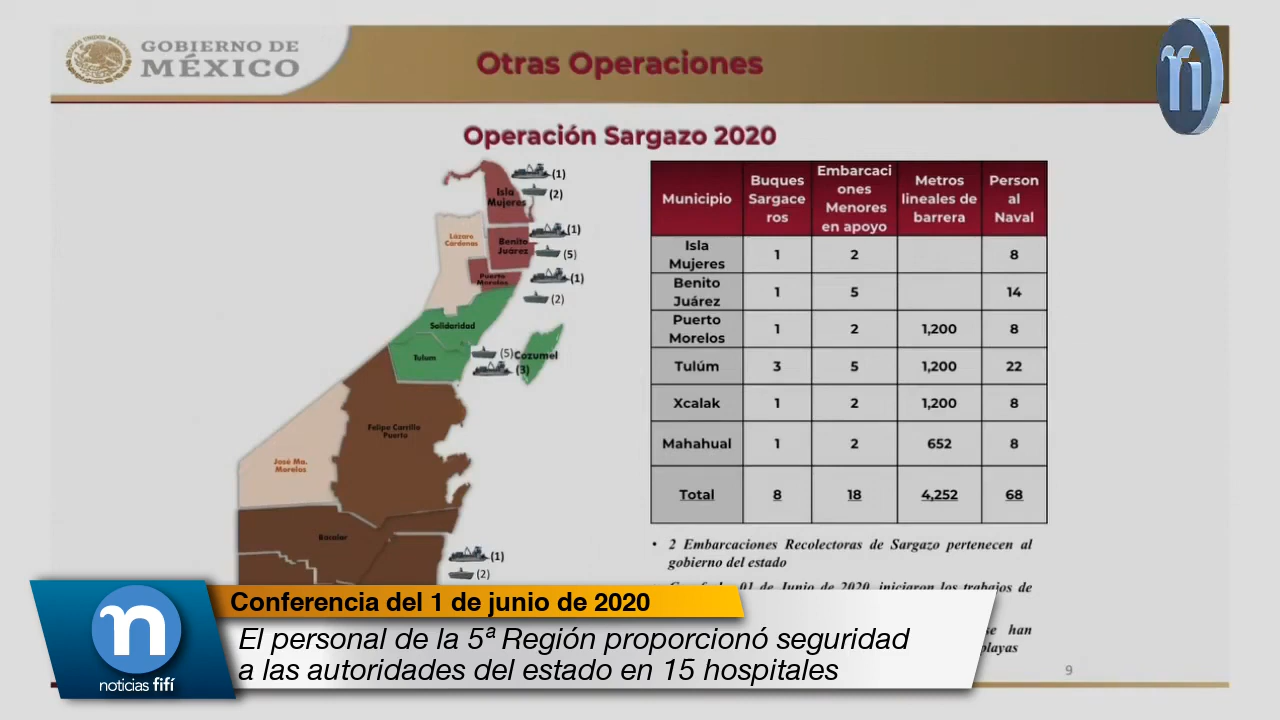 GOBIERNO DE
MÉXICO
Otras Operaciones
n
Operación Sargazo 2020
Isla
Mujeres
(1)
(2)
Lázaro
Cárdenas
Benito
Juárez
(1)
(5)
Puerto
Morelos
(1)
(2)
Solidaridad
Tulum
(5)
Cozumel
(3)
Felipe Carrillo
Puerto
José Ma.
Morelos
Bacalar
(1)
(2)
Municipio
Buques
Sargace
ros
Embarcaci
ones
Menores
en apoyo
Metros
lineales de
barrera
Person
al
Naval
Isla
Mujeres
1 2 8
Benito
Juárez
1 5 14
Puerto
Morelos
1 2 1,200 8
Tulúm 3 5 1,200 22
Xcalak 1 2 1,200 8
Mahahual 1 2 652 8
Total 8 18 4,252 68
• 2 Embarcaciones Recolectoras de Sargazo pertenecen al
gobierno del estado
01 de Junio de 2020, iniciaron los trabajos de
se han
playas
9
Conferencia del 1 de junio de 2020
El personal de la 5ª Región proporcionó seguridad
a las autoridades del estado en 15 hospitales
n
noticias fifí